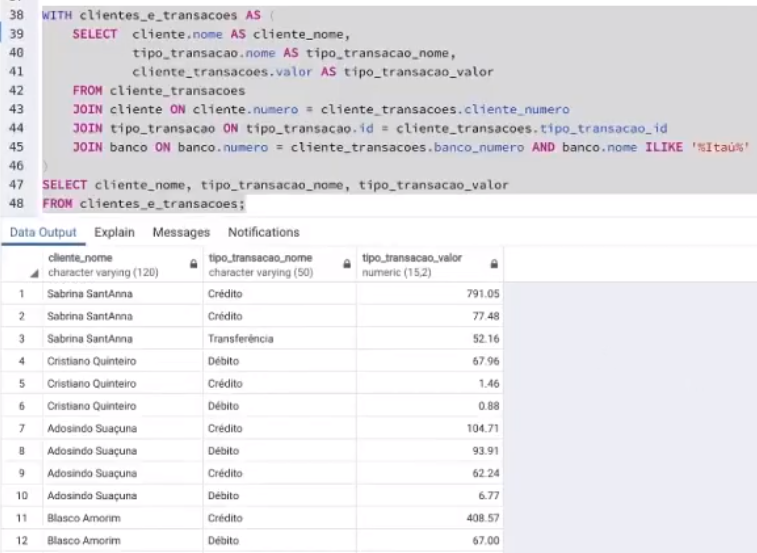 38 WITH clientes_e_transacoes AS (
39 SELECT cliente.nome AS cliente_nome,
40 tipo_transacao.nome AS tipo_transacao_nome,
41 cliente_transacoes.valor AS tipo_transacao_valor
42 FROM cliente_transacoes
43 JOIN cliente ON cliente.numero = cliente_transacoes.cliente_numero
44 JOIN tipo_transacao ON tipo_transacao.id = cliente_transacoes.tipo_transacao_id
45 JOIN banco ON banco.numero = cliente_transacoes.banco_numero AND banco.nome ILIKE '%Itaú%'
46 )
47 SELECT cliente_nome, tipo_transacao_nome, tipo_transacao_valor
48 FROM clientes_e_transacoes;
Data Output Explain Messages Notifications
cliente_nome tipo_transacao_nome tipo_transacao_valor
character varying (120) character varying (50) numeric (15,2)
1 Sabrina SantAnna Crédito 791.05
2 Sabrina SantAnna Crédito 77.48
3 Sabrina SantAnna Transferência 52.16
4 Cristiano Quinteiro Débito 67.96
5 Cristiano Quinteiro Crédito 1.46
6 Cristiano Quinteiro Débito 0.88
7 Adosindo Suaçuna Crédito 104.71
8 Adosindo Suaçuna Débito 93.91
9 Adosindo Suaçuna Crédito 62.24
10 Adosindo Suaçuna Débito 6.77
11 Blasco Amorim Crédito 408.57
12 Blasco Amorim Débito 67.00